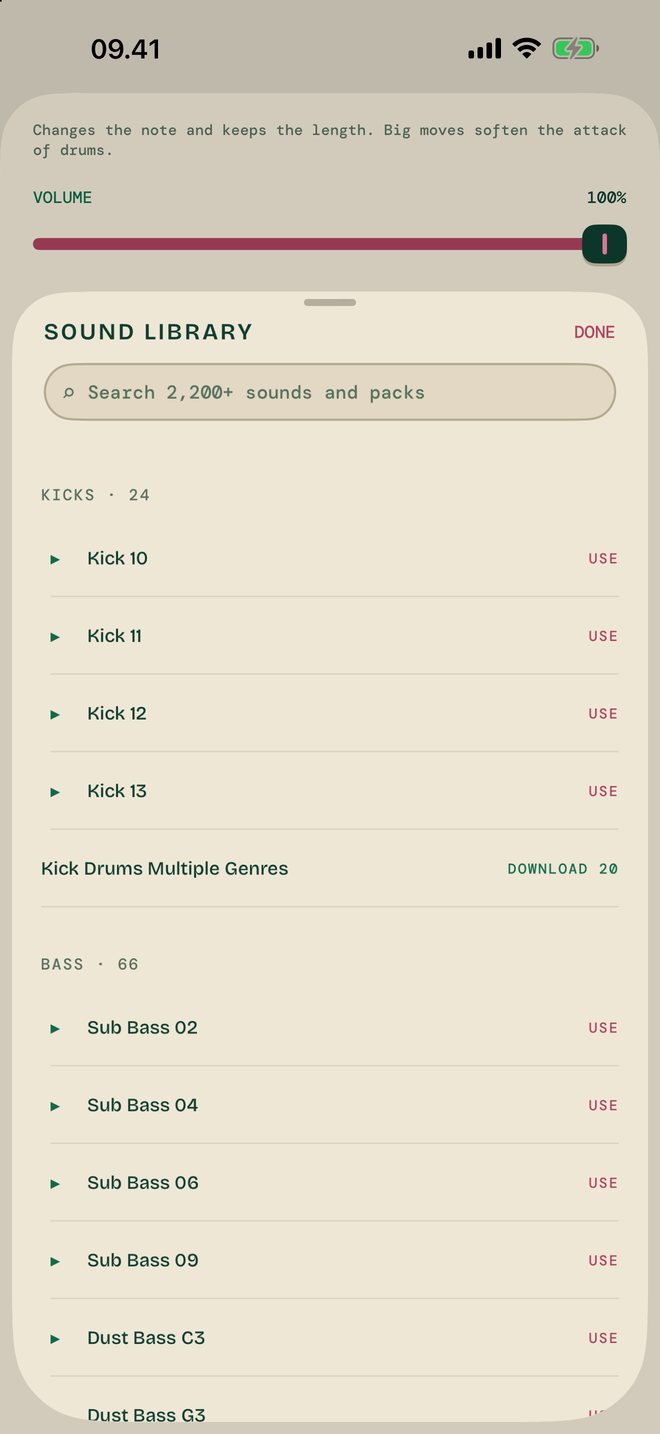 09.41
Changes the note and keeps the length. Big moves soften the attack
of drums.
VOLUME 100%
SOUND LIBRARY DONE
Search 2,200+ sounds and packs
KICKS · 24
Kick 10 USE
Kick 11 USE
Kick 12 USE
Kick 13 USE
Kick Drums Multiple Genres DOWNLOAD 20
BASS · 66
Sub Bass 02 USE
Sub Bass 04 USE
Sub Bass 06 USE
Sub Bass 09 USE
Dust Bass C3 USE
Dust Bass G3